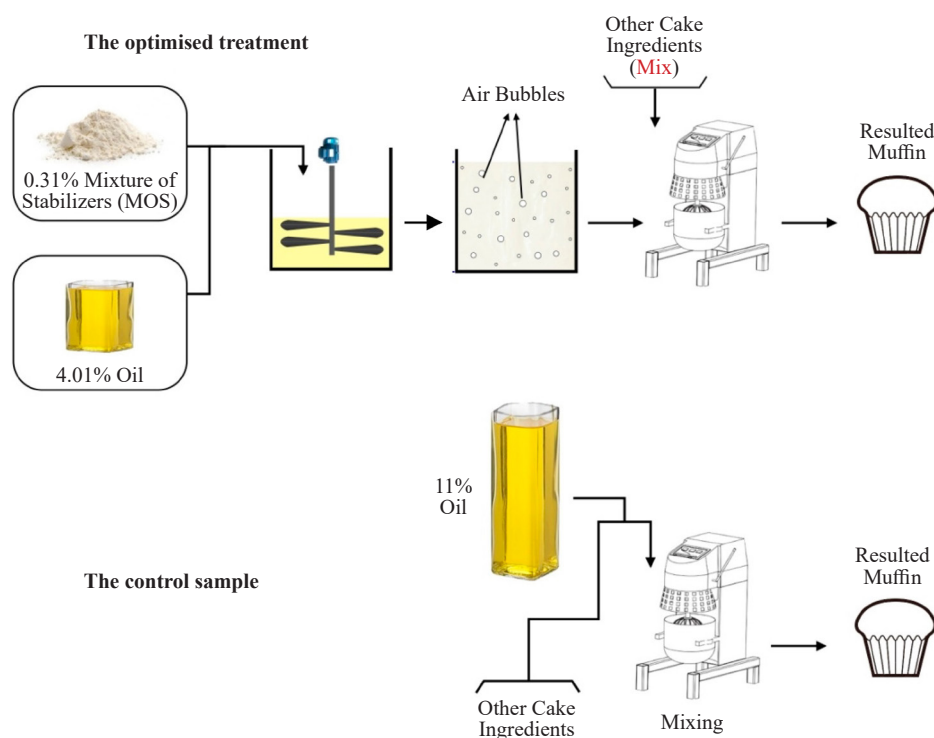 The optimised treatment
0.31% Mixture of
Stabilizers (MOS)
4.01% Oil
Air Bubbles
Other Cake
Ingredients
(Mix)
Resulted
Muffin
The control sample
11%
Oil
Other Cake
Ingredients
Mixing
Resulted
Muffin